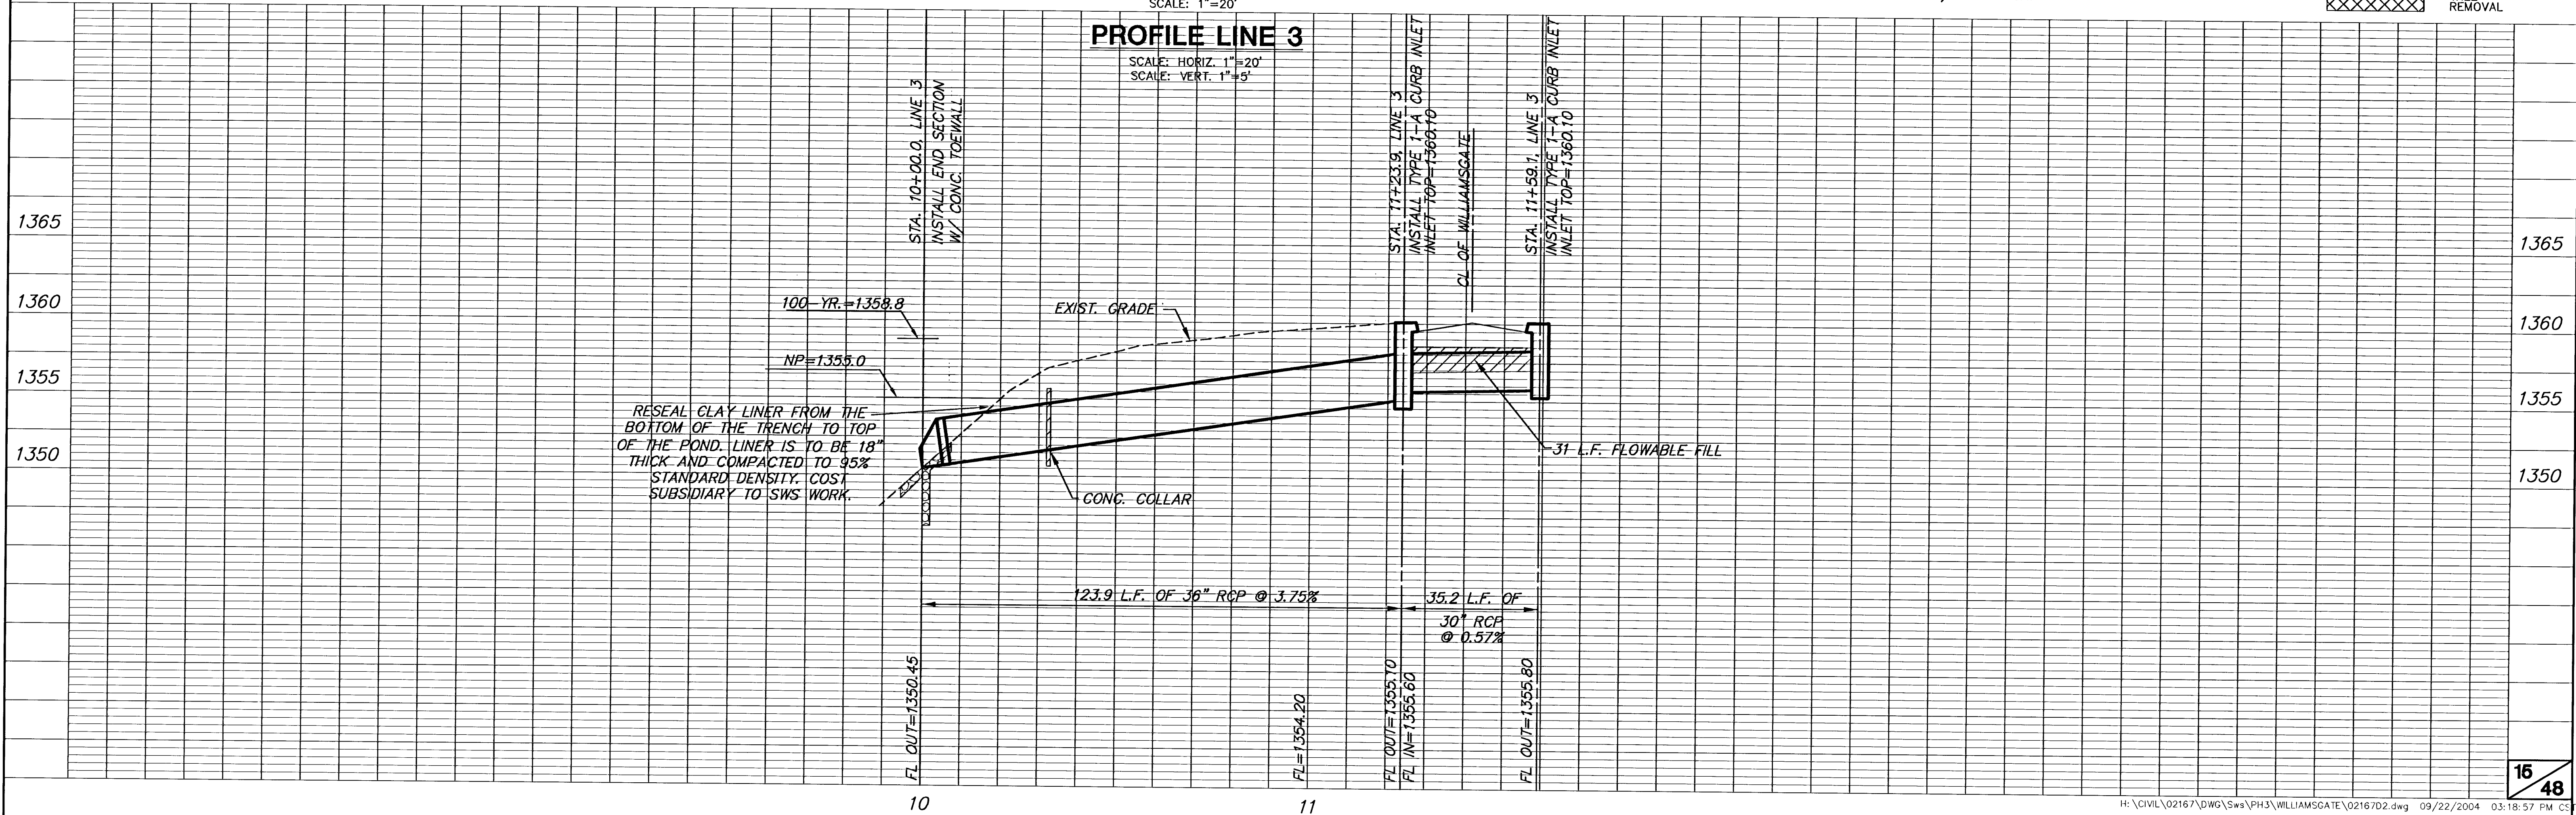 SCALE: 1"=20'
REMOVAL
PROFILE LINE 3
SCALE: HORIZ. 1"=20'
SCALE: VERT. 1"=5'
STA. 10+00.0, LINE 3
INSTALL END SECTION
W/ CONC. TOEWALL
STA. 11+23.9, LINE 3
INSTALL TYPE 1-A CURB INLET
INLET TOP=1360.10
CL OF WILLIAMSGATE
STA. 11+59.1, LINE 3
INSTALL TYPE 1-A CURB INLET
INLET TOP=1360.10
1365
1360
1355
1350
1365
1360
1355
1350
100-YR.=1358.8
NP=1355.0
EXIST. GRADE
RESEAL CLAY LINER FROM THE
BOTTOM OF THE TRENCH TO TOP
OF THE POND. LINER IS TO BE 18"
THICK AND COMPACTED TO 95%
STANDARD DENSITY. COST
SUBSIDIARY TO SWS WORK.
CONC. COLLAR
31 L.F. FLOWABLE FILL
123.9 L.F. OF 36" RCP @ 3.75%
35.2 L.F. OF
30" RCP
@ 0.57%
FL OUT=1350.45
FL=1354.20
FL OUT=1355.10
FL IN=1355.60
FL OUT=1355.80
10
11
15
48
H:\CIVIL\02167\DWG\Sws\PH3\WILLIAMSGATE\02167D2.dwg 09/22/2004 03:18:57 PM